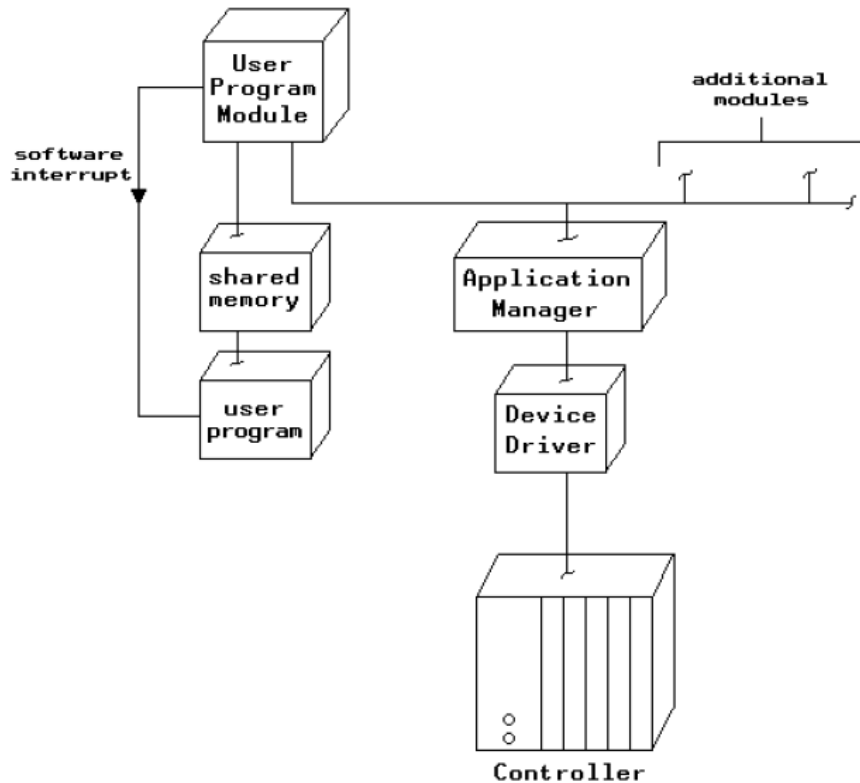 User
Program
Module
additional
modules
software
interrupt
shared
memory
Application
Manager
user
program
Device
Driver
Controller